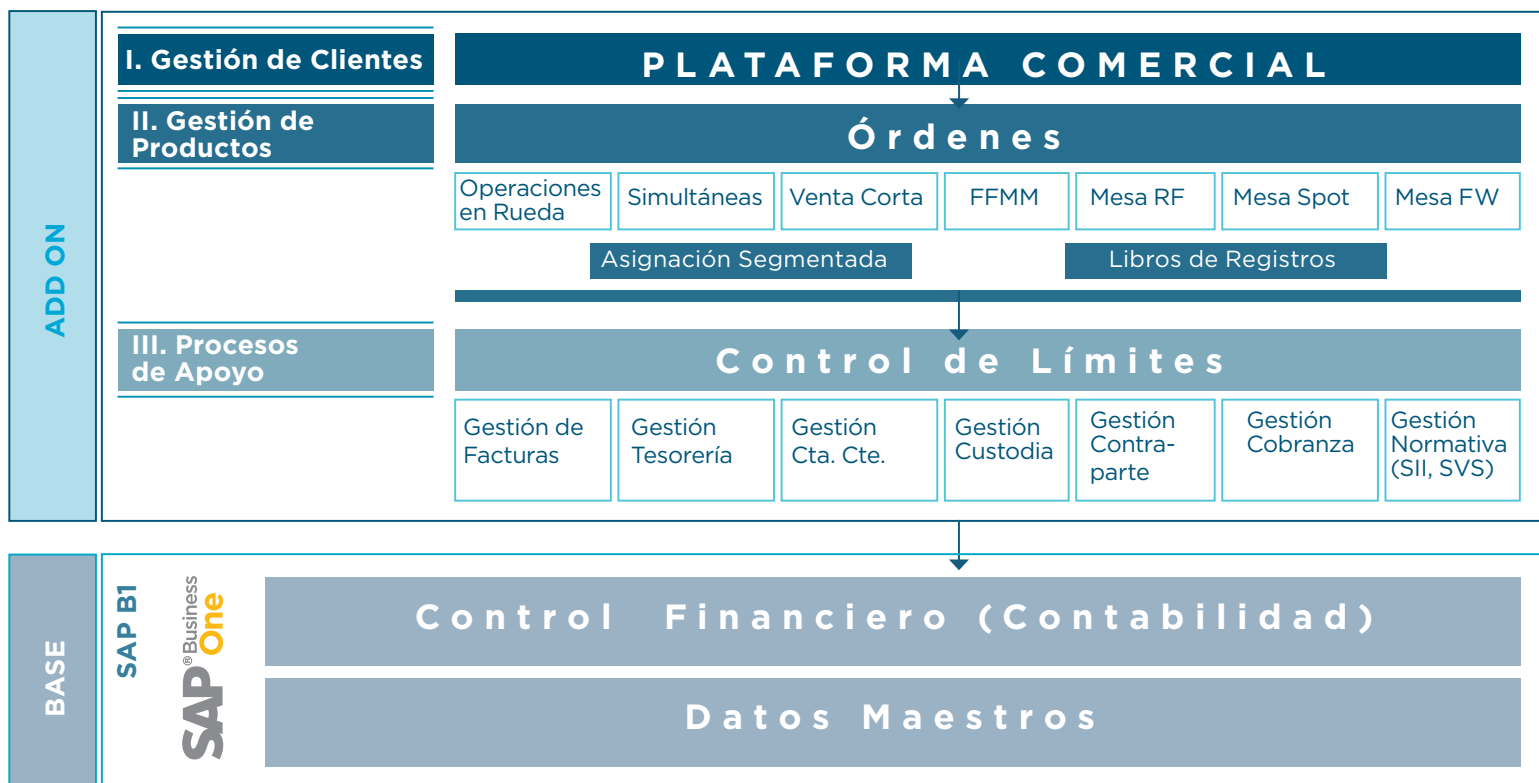 I. Gestión de Clientes
PLATAFORMA COMERCIAL
II. Gestión de
Productos
Órdenes
Operaciones
en Rueda
Simultáneas
Venta Corta
FFMM
Mesa RF
Mesa Spot
Mesa FW
Asignación Segmentada
Libros de Registros
ADD ON
III. Procesos
de Apoyo
Control de Límites
Gestión de
Facturas
Gestión
Tesorería
Gestión
Cta. Cte.
Gestión
Custodia
Gestión
Contra-
parte
Gestión
Cobranza
Gestión
Normativa
(SII, SVS)
BASE
SAP B1
SAP® Business
One
Control Financiero (Contabilidad)
Datos Maestros